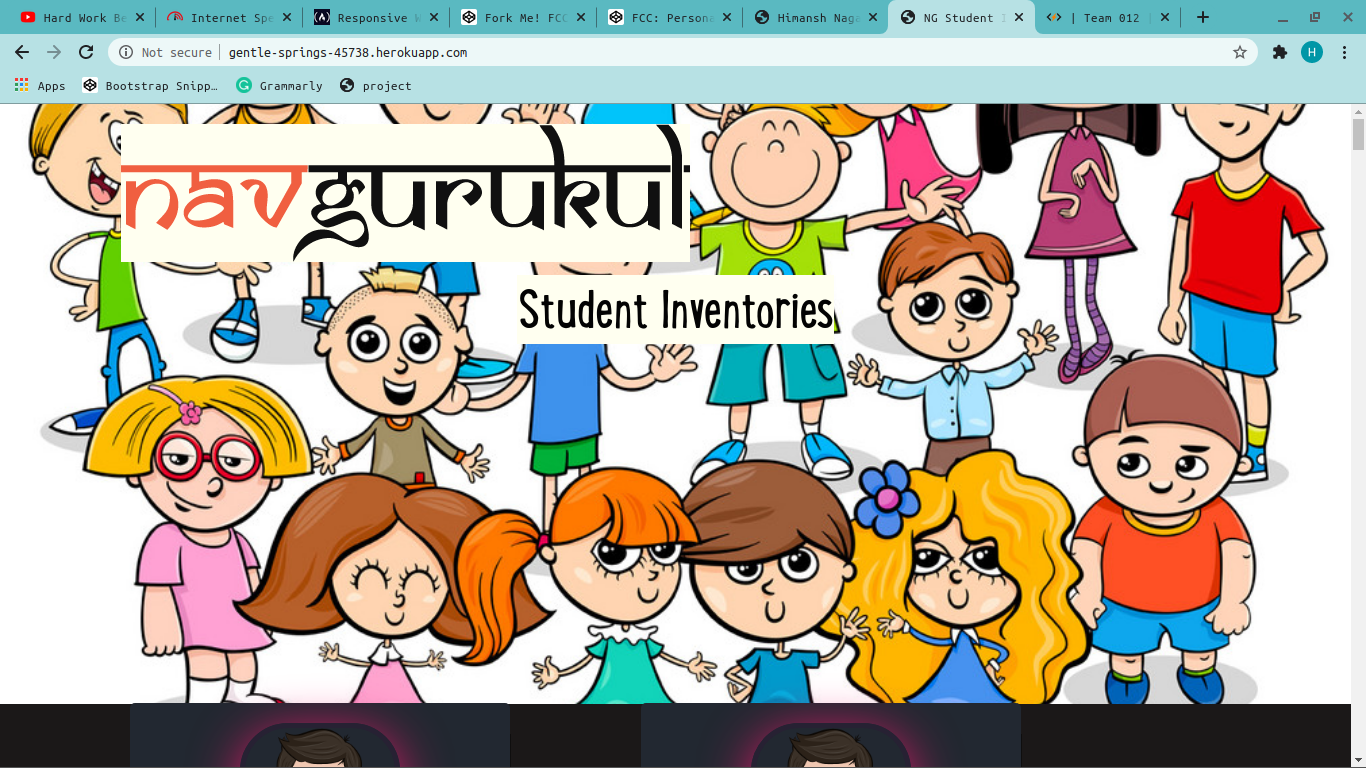 Hard Work Be
Internet Spe
Responsive W
Fork Me! FCC
FCC: Persona
Himansh Naga
NG Student I
| Team 012 |
Not secure
gentle-springs-45738.herokuapp.com
H
Apps
Bootstrap Snipp…
Grammarly
project
navgurukul
Student Inventories